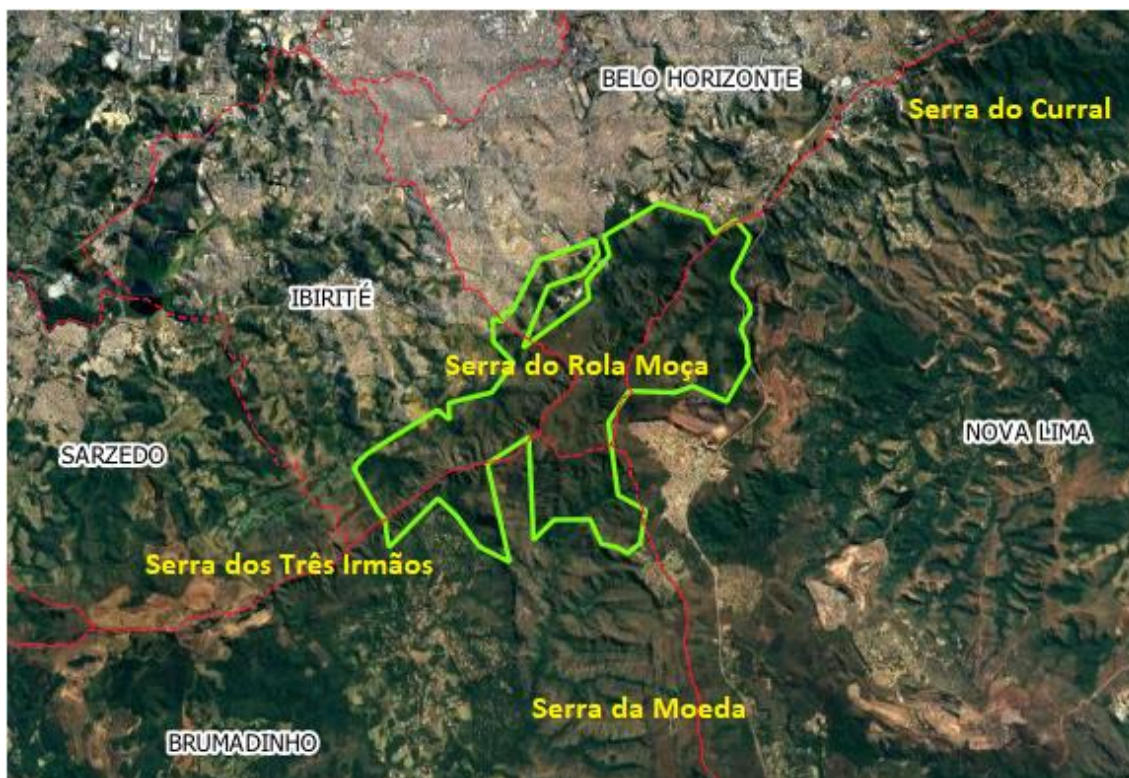 BELO HORIZONTE
Serra do Curral
IBIRITÉ
Serra do Rola Moça
NOVA LIMA
SARZEDO
Serra dos Três Irmãos
Serra da Moeda
BRUMADINHO